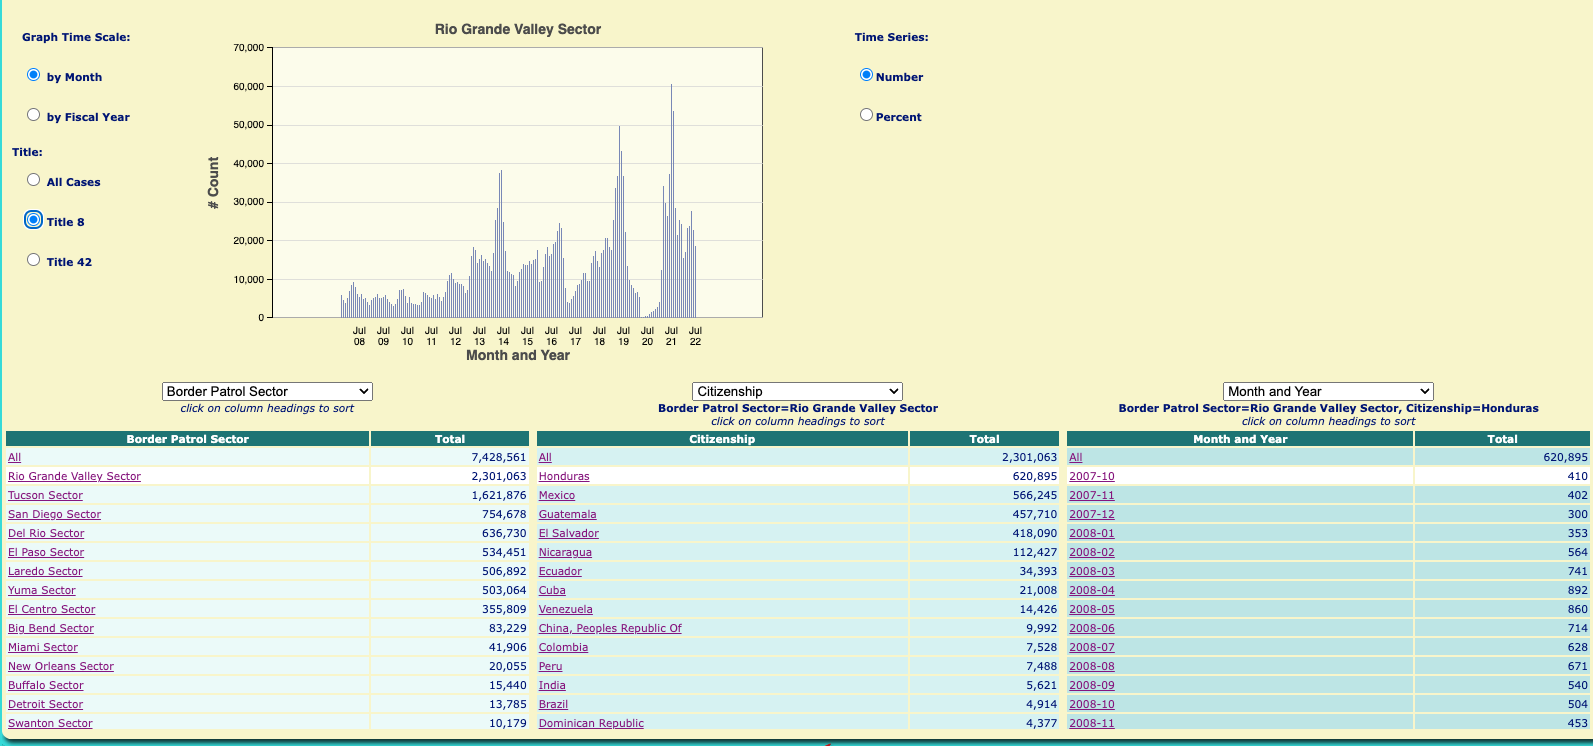 Graph Time Scale:
by Month
by Fiscal Year
Title:
All Cases
Title 8
Title 42
Rio Grande Valley Sector
70,000
60,000
50,000
40,000
30,000
20,000
10,000
0
# Count
Jul 08 Jul 09 Jul 10 Jul 11 Jul 12 Jul 13 Jul 14 Jul 15 Jul 16 Jul 17 Jul 18 Jul 19 Jul 20 Jul 21 Jul 22
Month and Year
Time Series:
Number
Percent
Border Patrol Sector
click on column headings to sort
Border Patrol Sector Total
All 7,428,561
Rio Grande Valley Sector 2,301,063
Tucson Sector 1,621,876
San Diego Sector 754,678
Del Rio Sector 636,730
El Paso Sector 534,451
Laredo Sector 506,892
Yuma Sector 503,064
El Centro Sector 355,809
Big Bend Sector 83,229
Miami Sector 41,906
New Orleans Sector 20,055
Buffalo Sector 15,440
Detroit Sector 13,785
Swanton Sector 10,179
Citizenship
Border Patrol Sector=Rio Grande Valley Sector
click on column headings to sort
Citizenship Total
All 2,301,063
Honduras 620,895
Mexico 566,245
Guatemala 457,710
El Salvador 418,090
Nicaragua 112,427
Ecuador 34,393
Cuba 21,008
Venezuela 14,426
China, Peoples Republic Of 9,992
Colombia 7,528
Peru 7,488
India 5,621
Brazil 4,914
Dominican Republic 4,377
Month and Year
Border Patrol Sector=Rio Grande Valley Sector, Citizenship=Honduras
click on column headings to sort
Month and Year Total
All 620,895
2007-10 410
2007-11 402
2007-12 300
2008-01 353
2008-02 564
2008-03 741
2008-04 892
2008-05 860
2008-06 714
2008-07 628
2008-08 671
2008-09 540
2008-10 504
2008-11 453